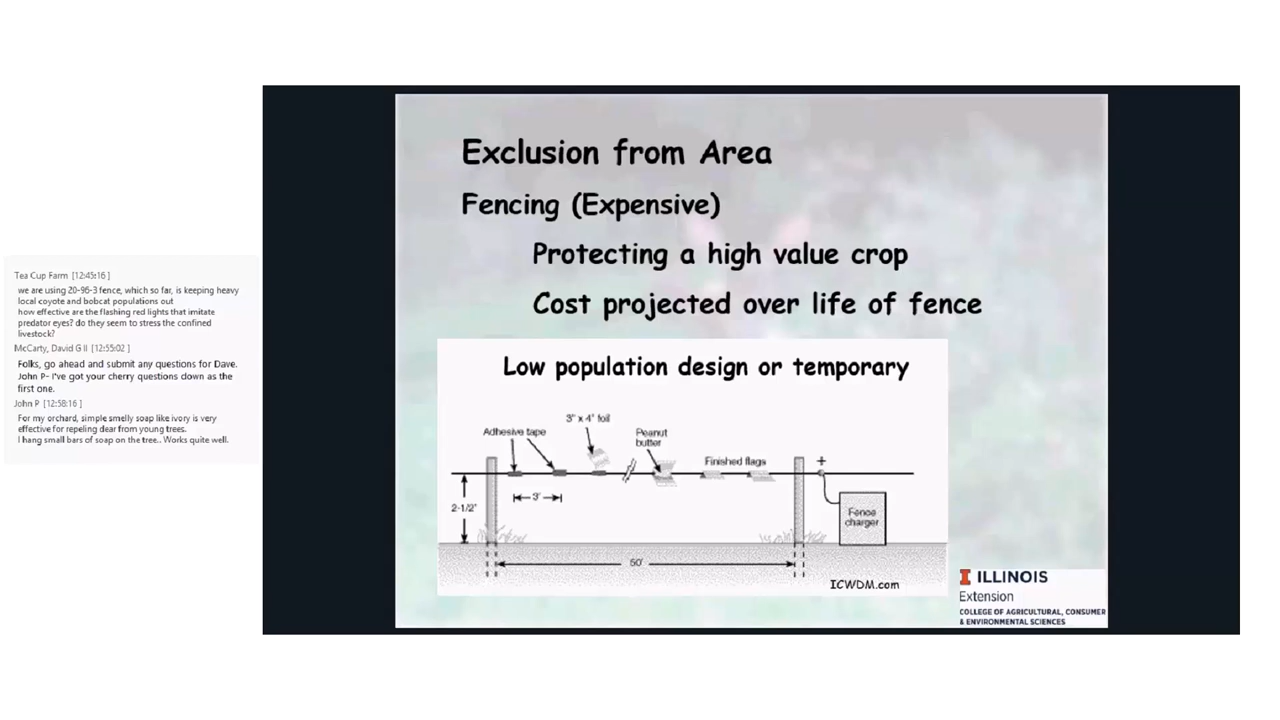 Tea Cup Farm [12:45:16 ]
we are using 20-96-3 fence, which so far, is keeping heavy
local coyote and bobcat populations out
how effective are the flashing red lights that imitate
predator eyes? do they seem to stress the confined
livestock?
McCarty, David G II [12:55:02 ]
Folks, go ahead and submit any questions for Dave.
John P- I've got your cherry questions down as the
first one.
John P [12:58:16 ]
For my orchard, simple smelly soap like ivory is very
effective for repeling dear from young trees.
I hang small bars of soap on the tree.. Works quite well.
Exclusion from Area
Fencing (Expensive)
Protecting a high value crop
Cost projected over life of fence
Low population design or temporary
3" x 4" foil
Adhesive tape
Peanut
butter
Finished flags
+
3'
2-1/2'
Fence
charger
50'
ICWDM.com
I ILLINOIS
Extension
COLLEGE OF AGRICULTURAL, CONSUMER
& ENVIRONMENTAL SCIENCES